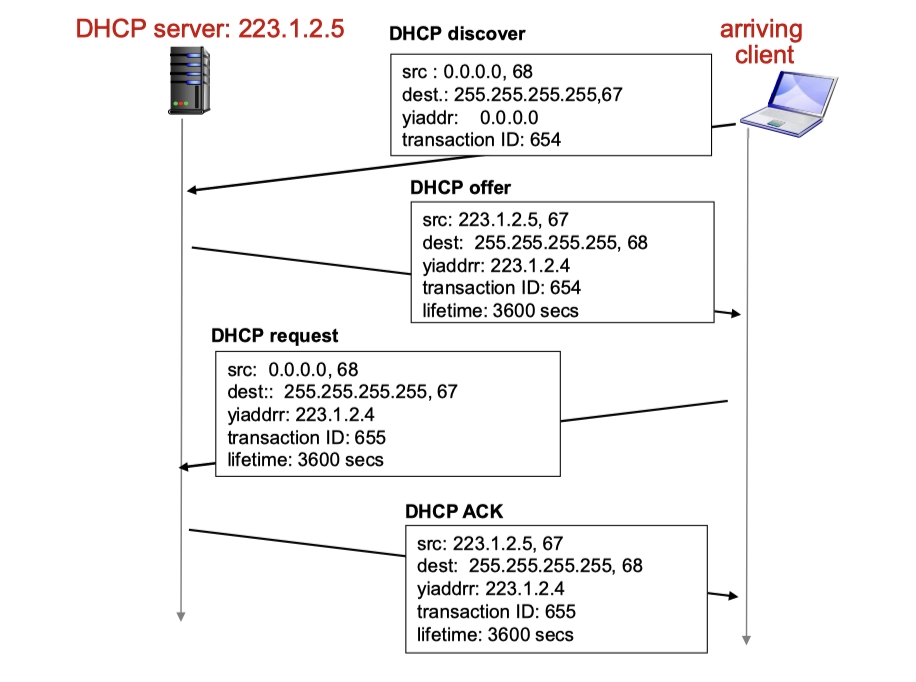 DHCP server: 223.1.2.5
arriving
client
DHCP discover
src : 0.0.0.0, 68
dest.: 255.255.255.255,67
yiaddr: 0.0.0.0
transaction ID: 654
DHCP offer
src: 223.1.2.5, 67
dest: 255.255.255.255, 68
yiaddrr: 223.1.2.4
transaction ID: 654
lifetime: 3600 secs
DHCP request
src: 0.0.0.0, 68
dest:: 255.255.255.255, 67
yiaddrr: 223.1.2.4
transaction ID: 655
lifetime: 3600 secs
DHCP ACK
src: 223.1.2.5, 67
dest: 255.255.255.255, 68
yiaddrr: 223.1.2.4
transaction ID: 655
lifetime: 3600 secs